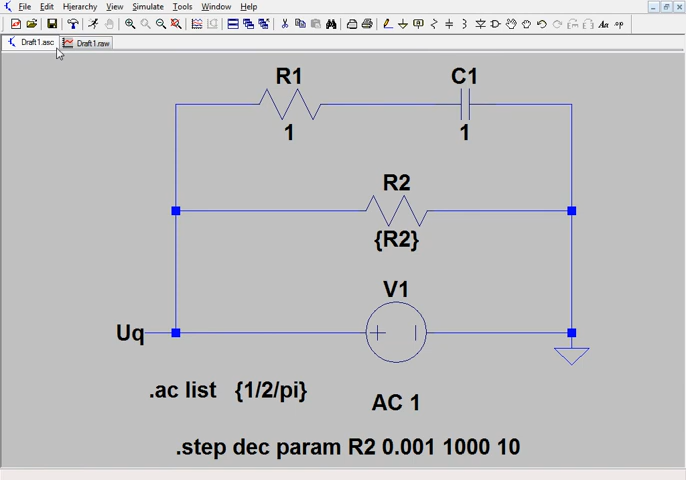 File Edit Hierarchy View Simulate Tools Window Help
Draft1.asc Draft1.raw
R1 C1
1 1
R2
{R2}
V1
Uq
.ac list {1/2/pi}
AC 1
.step dec param R2 0.001 1000 10